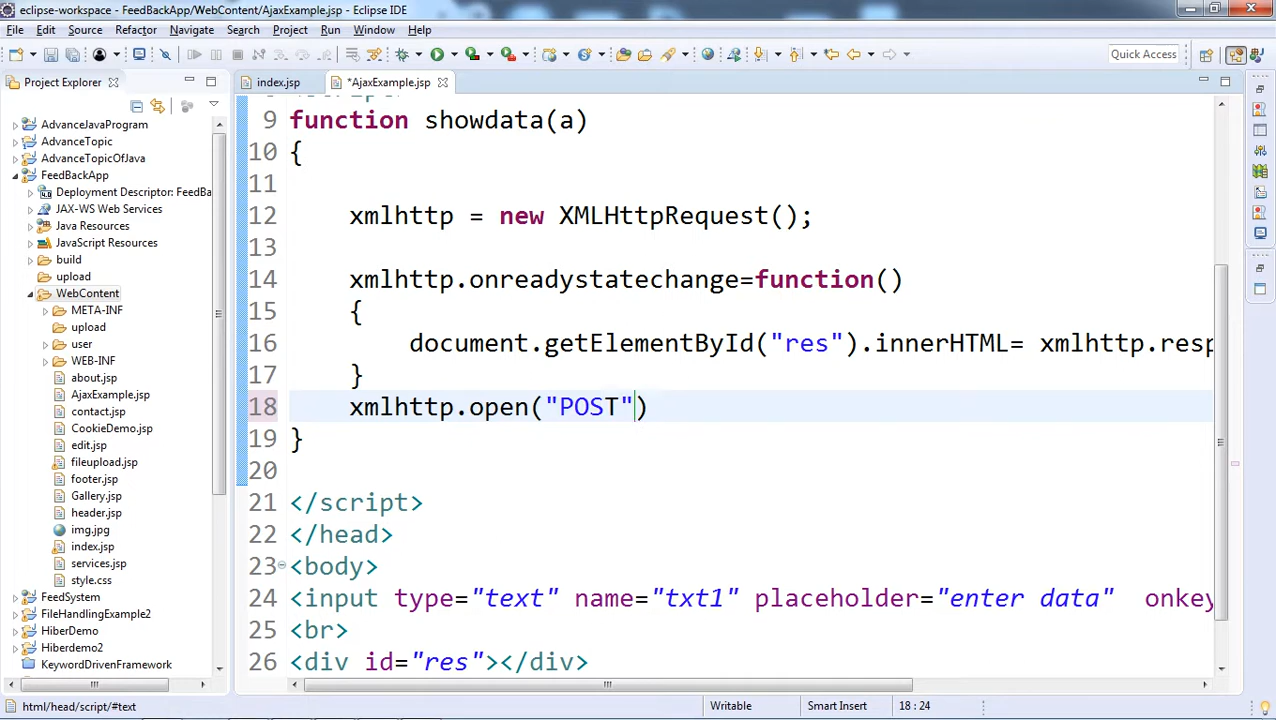 eclipse-workspace - FeedBackApp/WebContent/AjaxExample.jsp - Eclipse IDE
File Edit Source Refactor Navigate Search Project Run Window Help
Quick Access
Project Explorer
index.jsp
*AjaxExample.jsp
AdvanceJavaProgram
AdvanceTopic
AdvanceTopicOfJava
FeedBackApp
Deployment Descriptor: FeedBa
JAX-WS Web Services
Java Resources
JavaScript Resources
build
upload
WebContent
META-INF
upload
user
WEB-INF
about.jsp
AjaxExample.jsp
contact.jsp
CookieDemo.jsp
edit.jsp
fileupload.jsp
footer.jsp
Gallery.jsp
header.jsp
img.jpg
index.jsp
services.jsp
style.css
FeedSystem
FileHandlingExample2
HiberDemo
Hiberdemo2
KeywordDrivenFramework
9 function showdata(a)
10 {
11
12 xmlhttp = new XMLHttpRequest();
13
14 xmlhttp.onreadystatechange=function()
15 {
16 document.getElementById("res").innerHTML= xmlhttp.resp
17 }
18 xmlhttp.open("POST")
19 }
20
21 </script>
22 </head>
23 <body>
24 <input type="text" name="txt1" placeholder="enter data" onkey
25 <br>
26 <div id="res"></div>
html/head/script/#text
Writable
Smart Insert
18 : 24